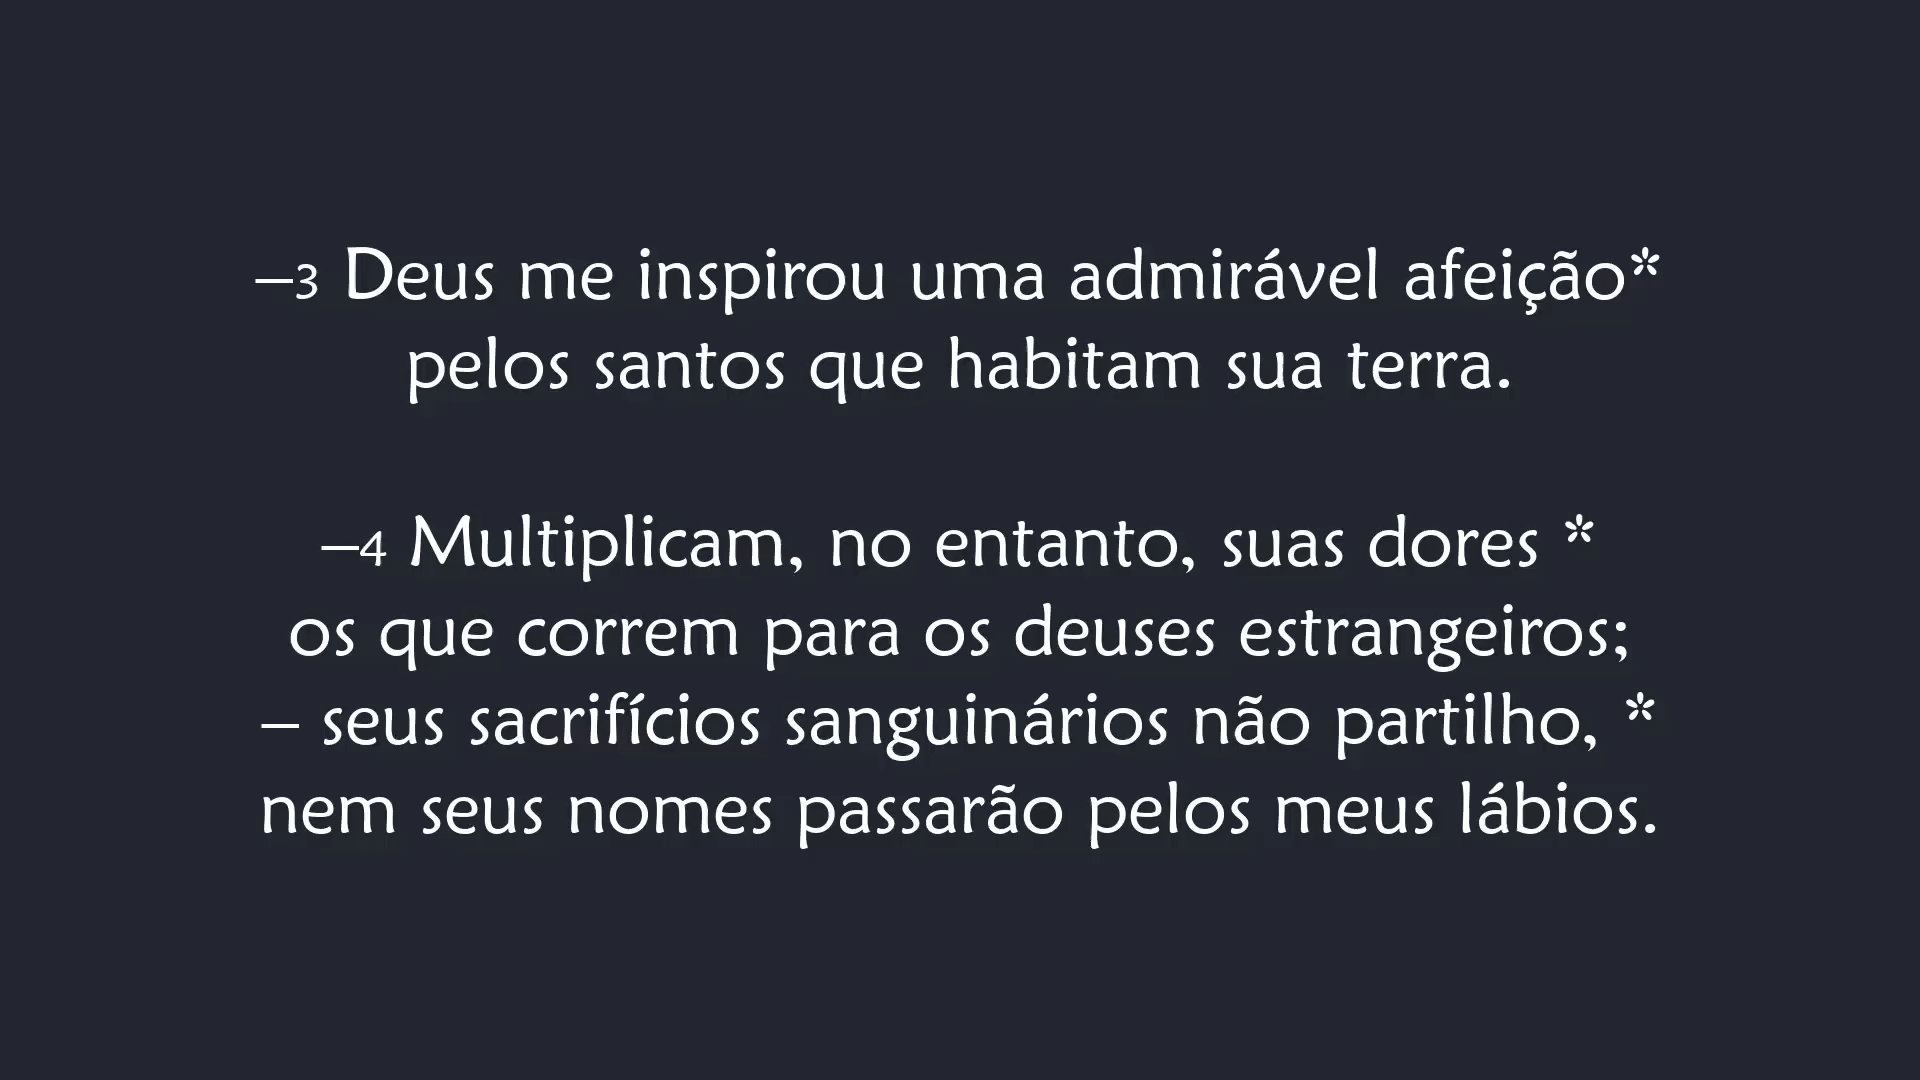 –3 Deus me inspirou uma admirável afeição*
pelos santos que habitam sua terra.
–4 Multiplicam, no entanto, suas dores *
os que correm para os deuses estrangeiros;
– seus sacrifícios sanguinários não partilho, *
nem seus nomes passarão pelos meus lábios.